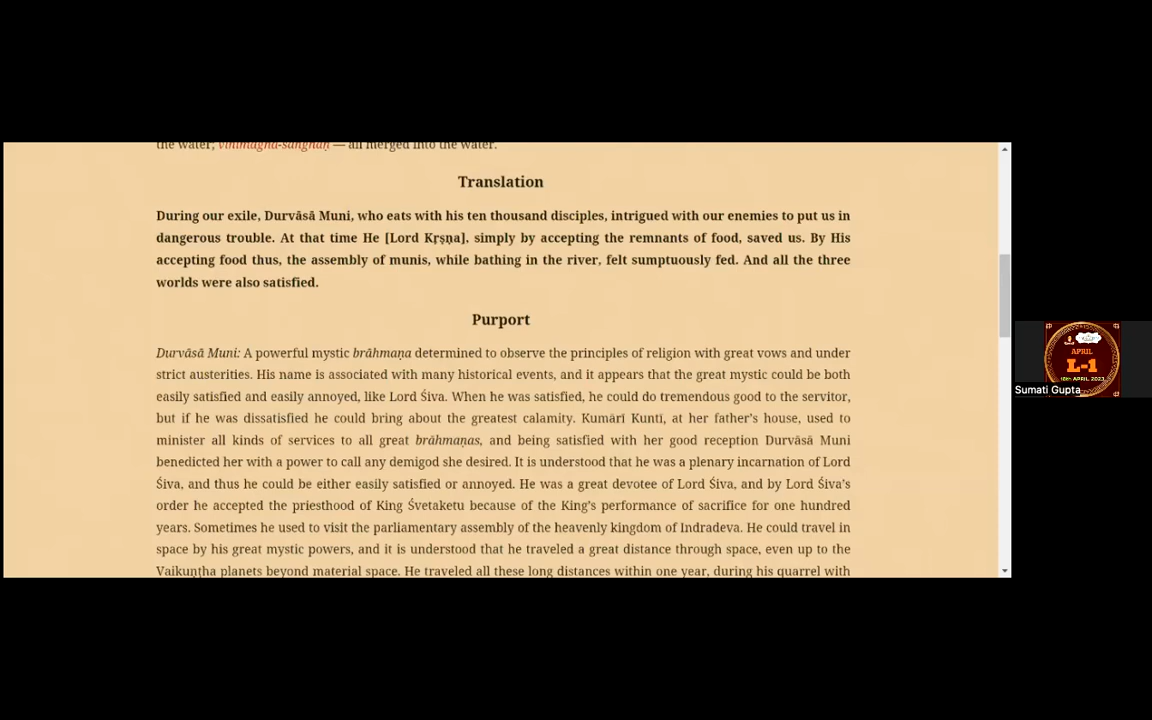 the water; vinimagna-saṅghaḥ — all merged into the water.
Translation
During our exile, Durvāsā Muni, who eats with his ten thousand disciples, intrigued with our enemies to put us in
dangerous trouble. At that time He [Lord Kṛṣṇa], simply by accepting the remnants of food, saved us. By His
accepting food thus, the assembly of munis, while bathing in the river, felt sumptuously fed. And all the three
worlds were also satisfied.
Purport
Durvāsā Muni: A powerful mystic brāhmaṇa determined to observe the principles of religion with great vows and under
strict austerities. His name is associated with many historical events, and it appears that the great mystic could be both
easily satisfied and easily annoyed, like Lord Śiva. When he was satisfied, he could do tremendous good to the servitor,
but if he was dissatisfied he could bring about the greatest calamity. Kumārī Kuntī, at her father's house, used to
minister all kinds of services to all great brāhmaṇas, and being satisfied with her good reception Durvāsā Muni
benedicted her with a power to call any demigod she desired. It is understood that he was a plenary incarnation of Lord
Śiva, and thus he could be either easily satisfied or annoyed. He was a great devotee of Lord Śiva, and by Lord Śiva's
order he accepted the priesthood of King Śvetaketu because of the King's performance of sacrifice for one hundred
years. Sometimes he used to visit the parliamentary assembly of the heavenly kingdom of Indradeva. He could travel in
space by his great mystic powers, and it is understood that he traveled a great distance through space, even up to the
Vaikuṇṭha planets beyond material space. He traveled all these long distances within one year, during his quarrel with
APRIL
L-1
18th APRIL 2023
Sumati Gupta